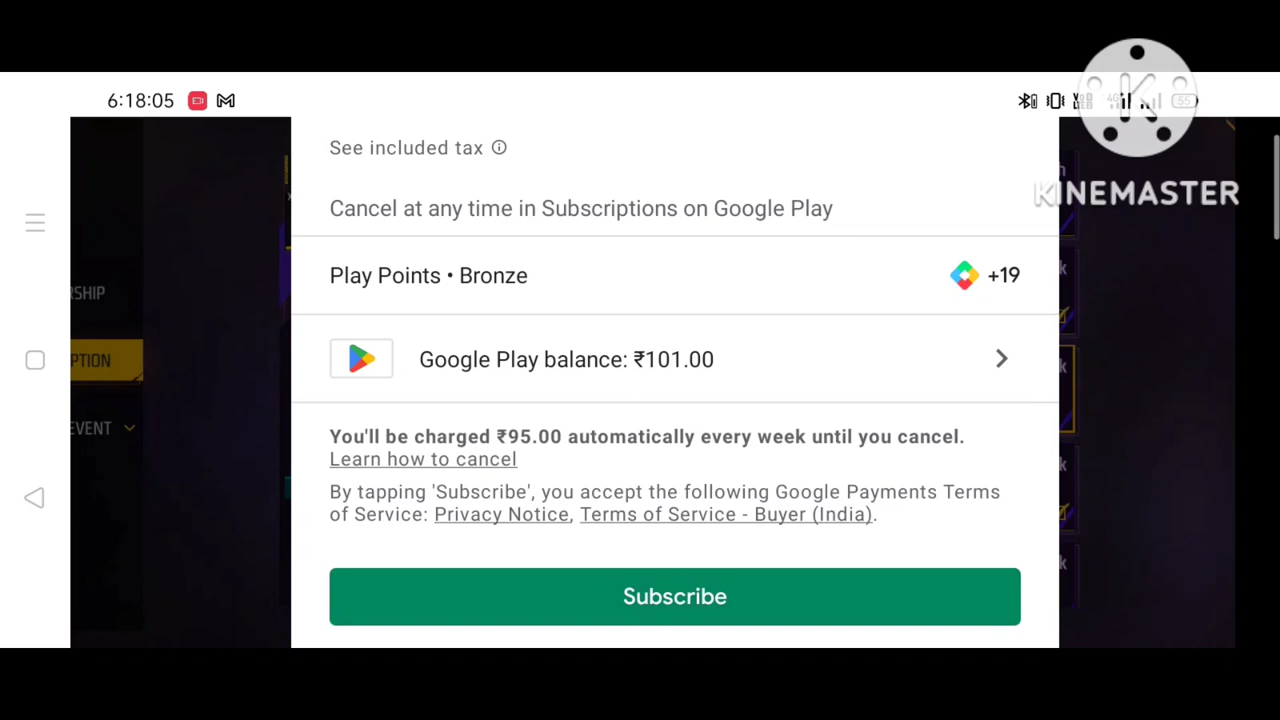 6:18:05
KINEMASTER
See included tax
Cancel at any time in Subscriptions on Google Play
Play Points • Bronze
+19
RSHIP
Google Play balance: ₹101.00
PTION
EVENT
You'll be charged ₹95.00 automatically every week until you cancel.
Learn how to cancel
By tapping 'Subscribe', you accept the following Google Payments Terms
of Service: Privacy Notice, Terms of Service - Buyer (India).
Subscribe